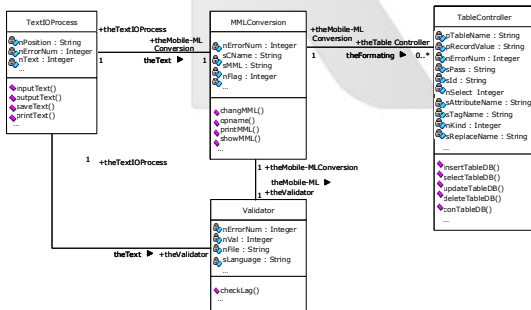 TextIOProcess
nPosition : String
nErrorNum : Integer
nText : Integer
...
inputText()
outputText()
saveText()
printText()
...
+theTextIOProcess
+theMobile-ML
Conversion
1
theText
1
MMLConversion
nErrorNum : Integer
sCName : String
sMML : String
nFlag : Integer
...
changMML()
opname()
printMML()
showMML()
...
+theMobile-ML
Conversion
+theTable Controller
1
theFormating
0..*
TableController
pTableName : String
pRecordValue : String
nErrorNum : Integer
sPass : String
sId : String
nSelect : Integer
sAttributeName : String
sTagName : String
nKind : Integer
sReplaceName : String
...
insertTableDB()
selectTableDB()
updateTableDB()
deleteTableDB()
conTableDB()
...
1
+theTextIOProcess
1
+theMobile-MLConversion
theMobile-ML
1
+theValidator
Validator
nErrorNum : Integer
nVal : Integer
nFile : String
sLanguage : String
...
checkLag()
...
theText
+theValidator